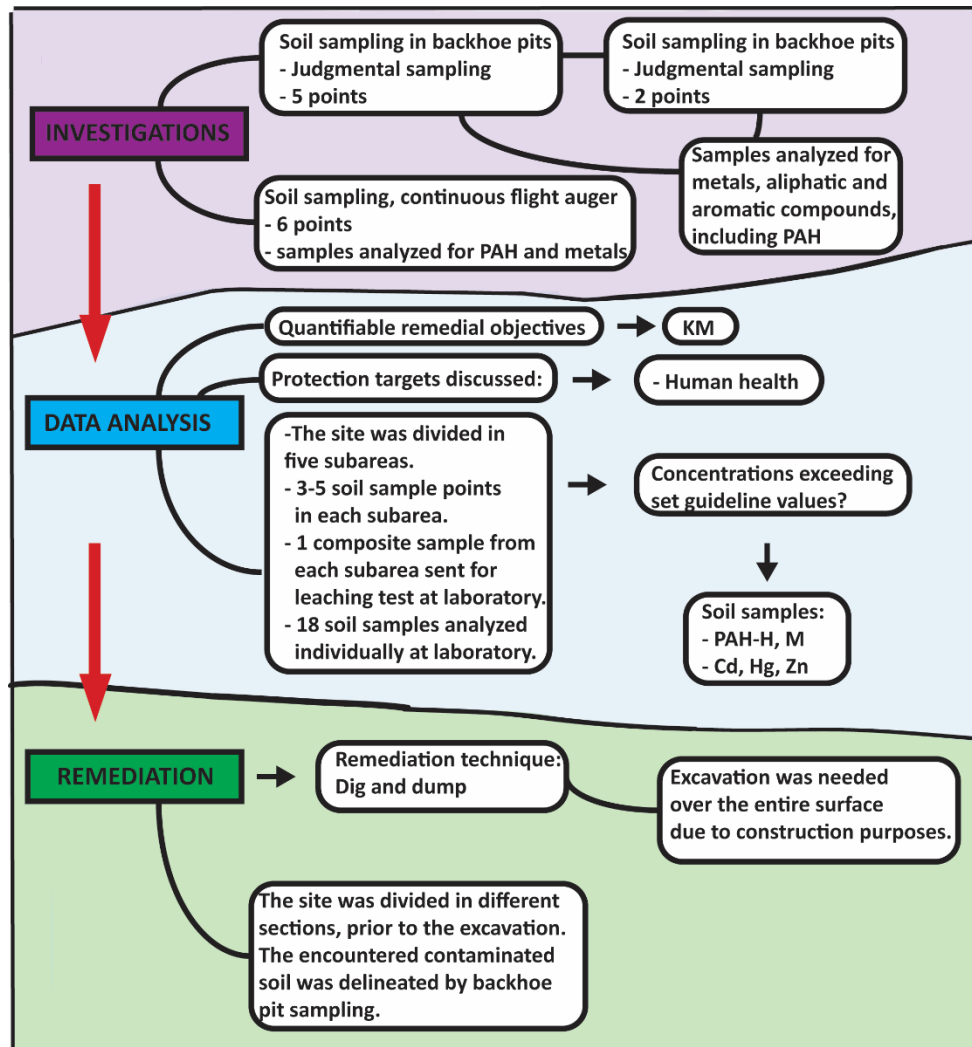 Soil sampling in backhoe pits
- Judgmental sampling
- 5 points
Soil sampling in backhoe pits
- Judgmental sampling
- 2 points
INVESTIGATIONS
Samples analyzed for
metals, aliphatic and
aromatic compounds,
including PAH
Soil sampling, continuous flight auger
- 6 points
- samples analyzed for PAH and metals
Quantifiable remedial objectives
KM
Protection targets discussed:
- Human health
DATA ANALYSIS
-The site was divided in
five subareas.
- 3-5 soil sample points
in each subarea.
- 1 composite sample from
each subarea sent for
leaching test at laboratory.
- 18 soil samples analyzed
individually at laboratory.
Concentrations exceeding
set guideline values?
Soil samples:
- PAH-H, M
- Cd, Hg, Zn
REMEDIATION
Remediation technique:
Dig and dump
Excavation was needed
over the entire surface
due to construction purposes.
The site was divided in different
sections, prior to the excavation.
The encountered contaminated
soil was delineated by backhoe
pit sampling.